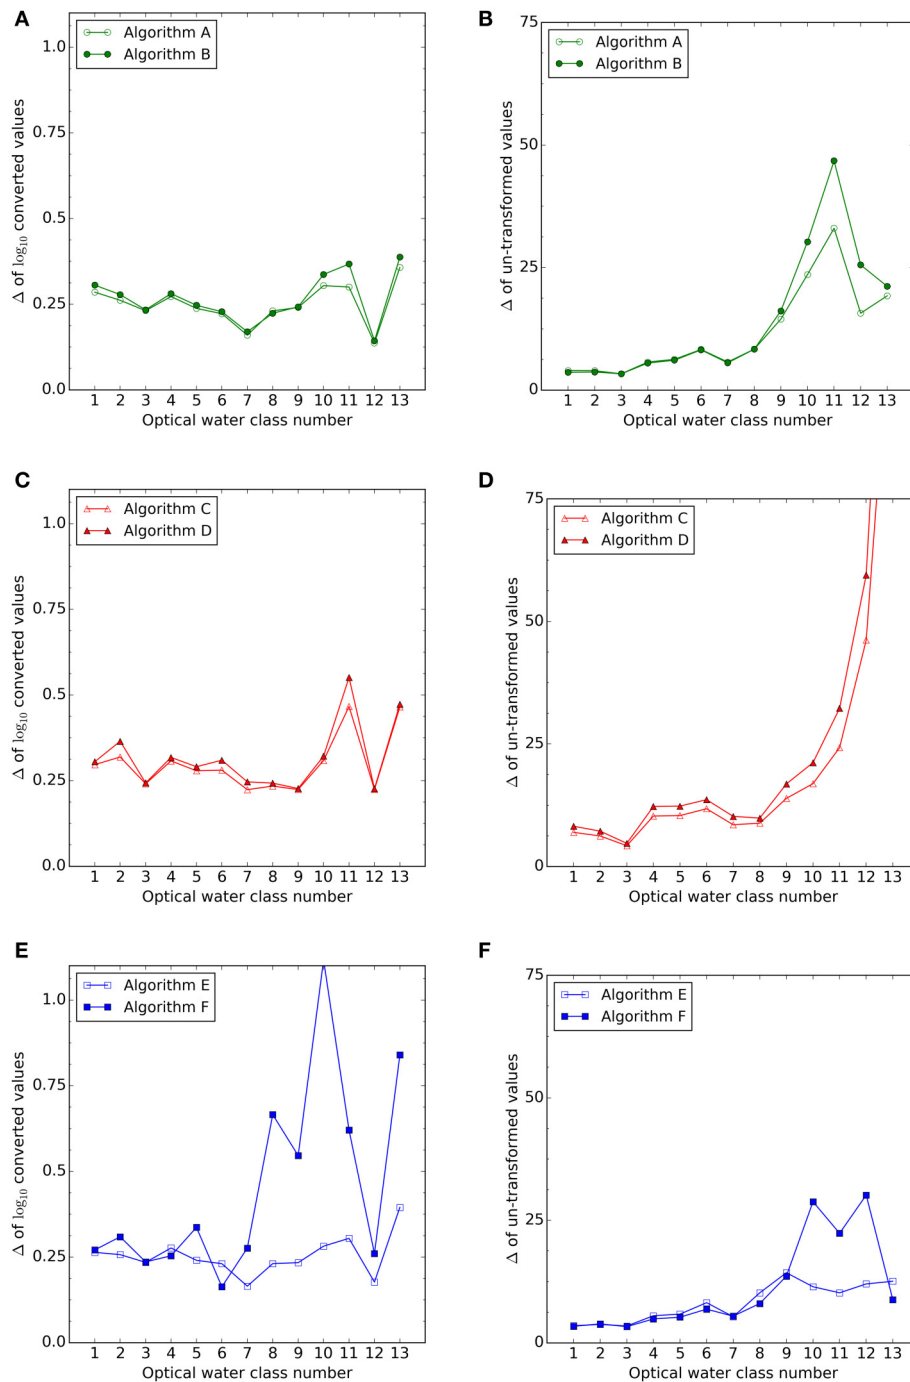 A
Algorithm A
Algorithm B
Δ of log10 converted values
1.0
0.75
0.5
0.25
0.0
1 2 3 4 5 6 7 8 9 10 11 12 13
Optical water class number
B
Algorithm A
Algorithm B
Δ of un-transformed values
75
50
25
0
1 2 3 4 5 6 7 8 9 10 11 12 13
Optical water class number
C
Algorithm C
Algorithm D
Δ of log10 converted values
1.0
0.75
0.5
0.25
0.0
1 2 3 4 5 6 7 8 9 10 11 12 13
Optical water class number
D
Algorithm C
Algorithm D
Δ of un-transformed values
75
50
25
0
1 2 3 4 5 6 7 8 9 10 11 12 13
Optical water class number
E
Algorithm E
Algorithm F
Δ of log10 converted values
1.0
0.75
0.5
0.25
0.0
1 2 3 4 5 6 7 8 9 10 11 12 13
Optical water class number
F
Algorithm E
Algorithm F
Δ of un-transformed values
75
50
25
0
1 2 3 4 5 6 7 8 9 10 11 12 13
Optical water class number